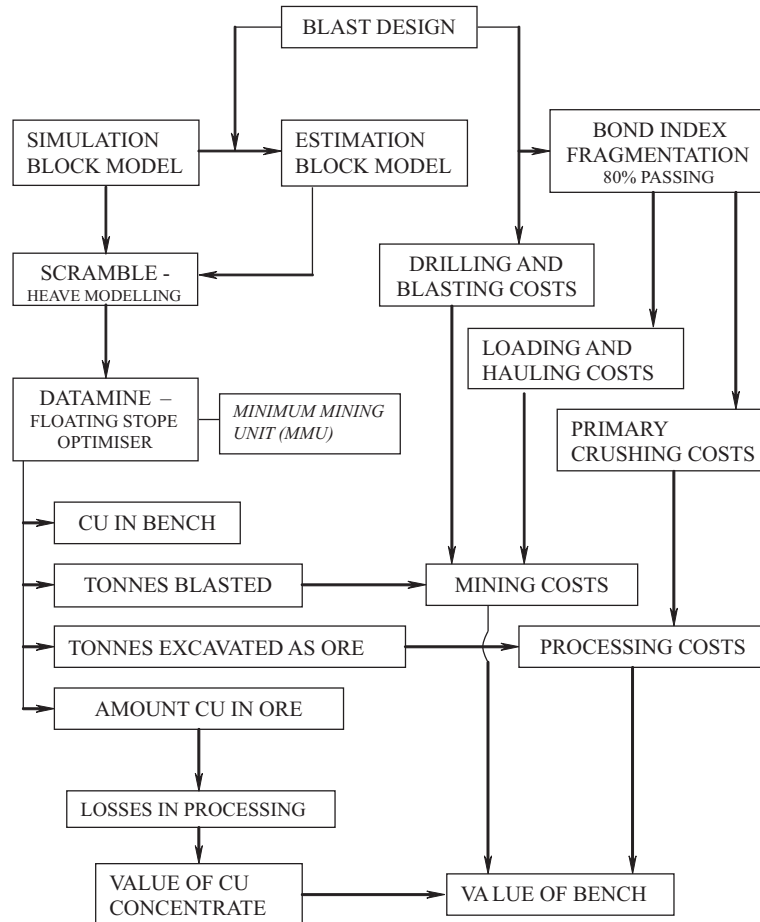 BLAST DESIGN
SIMULATION
BLOCK MODEL
ESTIMATION
BLOCK MODEL
BOND INDEX
FRAGMENTATION
80% PASSING
SCRAMBLE -
HEAVE MODELLING
DRILLING AND
BLASTING COSTS
LOADING AND
HAULING COSTS
DATAMINE –
FLOATING STOPE
OPTIMISER
MINIMUM MINING
UNIT (MMU)
PRIMARY
CRUSHING COSTS
CU IN BENCH
TONNES BLASTED
MINING COSTS
TONNES EXCAVATED AS ORE
PROCESSING COSTS
AMOUNT CU IN ORE
LOSSES IN PROCESSING
VALUE OF CU
CONCENTRATE
VALUE OF BENCH